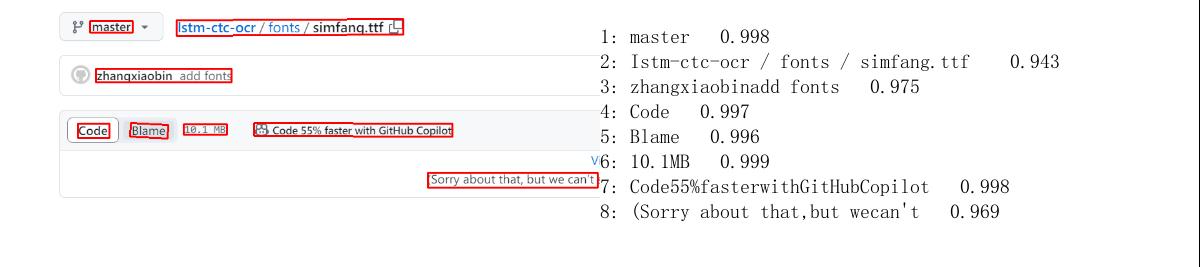 master
lstm-ctc-ocr / fonts / simfang.ttf
zhangxiaobin add fonts
Code Blame 10.1 MB Code 55% faster with GitHub Copilot
Vi
Sorry about that, but we can't
1: master 0.998
2: Istm-ctc-ocr / fonts / simfang.ttf 0.943
3: zhangxiaobinadd fonts 0.975
4: Code 0.997
5: Blame 0.996
6: 10.1MB 0.999
7: Code55%fasterwithGitHubCopilot 0.998
8: (Sorry about that,but wecan't 0.969